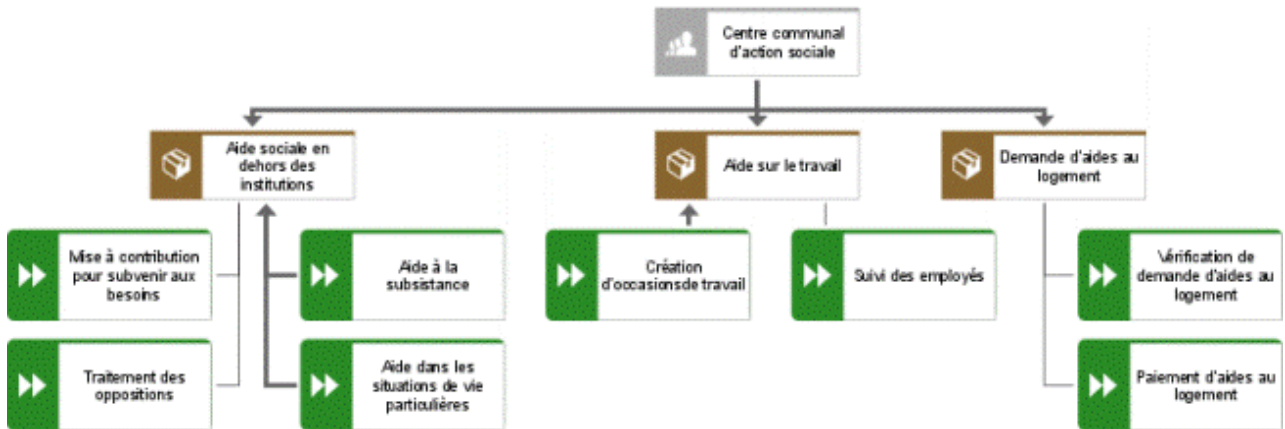 Centre communal
d'action sociale
Aide sociale en
dehors des
institutions
Aide sur le travail
Demande d'aides au
logement
Mise à contribution
pour subvenir aux
besoins
Aide à la
subsistance
Création
d'occasionsde travail
Suivi des employés
Vérification de
demande d'aides au
logement
Traitement des
oppositions
Aide dans les
situations de vie
particulières
Paiement d'aides au
logement